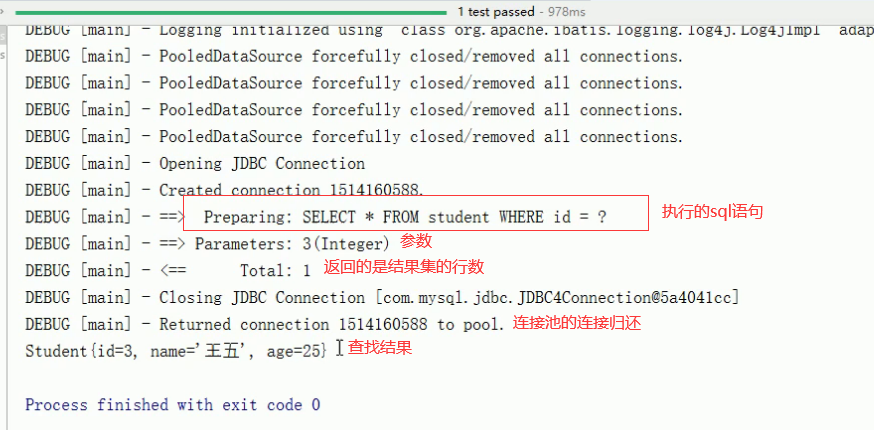 1 test passed - 978ms
DEBUG [main] - Logging initialized using 'class org.apache.ibatis.logging.log4j.Log4jImpl' adap
DEBUG [main] - PooledDataSource forcefully closed/removed all connections.
DEBUG [main] - PooledDataSource forcefully closed/removed all connections.
DEBUG [main] - PooledDataSource forcefully closed/removed all connections.
DEBUG [main] - PooledDataSource forcefully closed/removed all connections.
DEBUG [main] - Opening JDBC Connection
DEBUG [main] - Created connection 1514160588.
DEBUG [main] - ==>  Preparing: SELECT * FROM student WHERE id = ? 执行的sql语句
DEBUG [main] - ==> Parameters: 3(Integer) 参数
DEBUG [main] - <==      Total: 1 返回的是结果集的行数
DEBUG [main] - Closing JDBC Connection [com.mysql.jdbc.JDBC4Connection@5a4041cc]
DEBUG [main] - Returned connection 1514160588 to pool. 连接池的连接归还
Student{id=3, name='王五', age=25} 查找结果
Process finished with exit code 0